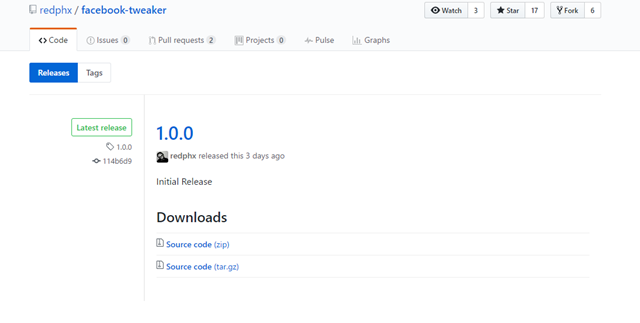 redphx / facebook-tweaker Watch 3 Star 17 Fork 6
Code Issues 0 Pull requests 2 Projects 0 Pulse Graphs
Releases Tags
Latest release
1.0.0
114b6d9
1.0.0
redphx released this 3 days ago
Initial Release
Downloads
Source code (zip)
Source code (tar.gz)